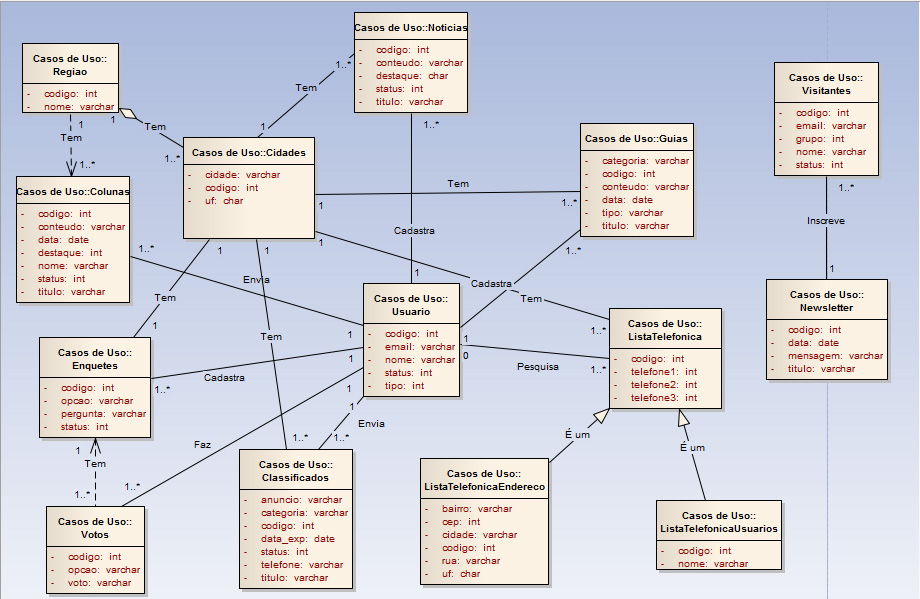 Casos de Uso::
Regiao
- codigo: int
- nome: varchar
Casos de Uso::Noticias
- codigo: int
- conteudo: varchar
- destaque: char
- status: int
- titulo: varchar
Casos de Uso::
Visitantes
- codigo: int
- email: varchar
- grupo: int
- nome: varchar
- status: int
Casos de Uso::Cidades
- cidade: varchar
- codigo: int
- uf: char
Casos de Uso::Guias
- categoria: varchar
- codigo: int
- conteudo: varchar
- data: date
- tipo: varchar
- titulo: varchar
Casos de Uso::Colunas
- codigo: int
- conteudo: varchar
- data: date
- destaque: int
- nome: varchar
- status: int
- titulo: varchar
Casos de Uso::
Usuario
- codigo: int
- email: varchar
- nome: varchar
- status: int
- tipo: int
Casos de Uso::
ListaTelefonica
- codigo: int
- telefone1: int
- telefone2: int
- telefone3: int
Casos de Uso::
Newsletter
- codigo: int
- data: date
- mensagem: varchar
- titulo: varchar
Casos de Uso::
Enquetes
- codigo: int
- opcao: varchar
- pergunta: varchar
- status: int
Casos de Uso::
Votos
- codigo: int
- opcao: varchar
- voto: varchar
Casos de Uso::
Classificados
- anuncio: varchar
- categoria: varchar
- codigo: int
- data_exp: date
- status: int
- telefone: varchar
- titulo: varchar
Casos de Uso::
ListaTelefonicaEndereco
- bairro: varchar
- cep: int
- cidade: varchar
- codigo: int
- rua: varchar
- uf: char
Casos de Uso::
ListaTelefonicaUsuarios
- codigo: int
- nome: varchar
1
Tem
1..*
1
Tem
1..*
1
Tem
1..*
1
Tem
1..*
1..*
Cadastra
1
1..*
Cadastra
1
1
Tem
1..*
1..*
Inscreve
1
1..*
Envia
1
1
Tem
1
1
Tem
1..*
0
Pesquisa
1..*
1
Cadastra
1..*
1
Faz
1..*
1
Envia
1..*
1
Tem
1..*
É um
É um